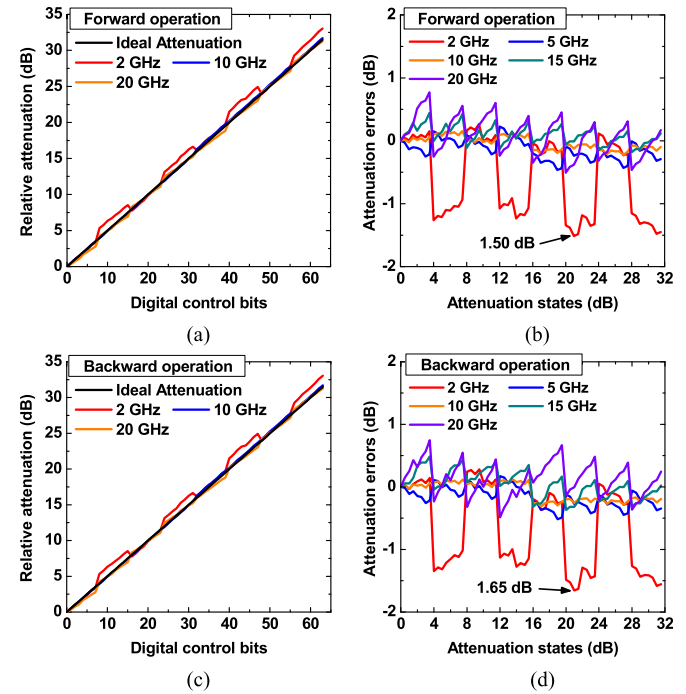 Forward operation
Ideal Attenuation
2 GHz 10 GHz
20 GHz
Relative attenuation (dB)
35
30
25
20
15
10
5
0
0 10 20 30 40 50 60
Digital control bits
(a)
Forward operation
2 GHz 5 GHz
10 GHz 15 GHz
20 GHz
Attenuation errors (dB)
2
1
0
-1
-2
1.50 dB
0 4 8 12 16 20 24 28 32
Attenuation states (dB)
(b)
Backward operation
Ideal Attenuation
2 GHz 10 GHz
20 GHz
Relative attenuation (dB)
35
30
25
20
15
10
5
0
0 10 20 30 40 50 60
Digital control bits
(c)
Backward operation
2 GHz 5 GHz
10 GHz 15 GHz
20 GHz
Attenuation errors (dB)
2
1
0
-1
-2
1.65 dB
0 4 8 12 16 20 24 28 32
Attenuation states (dB)
(d)